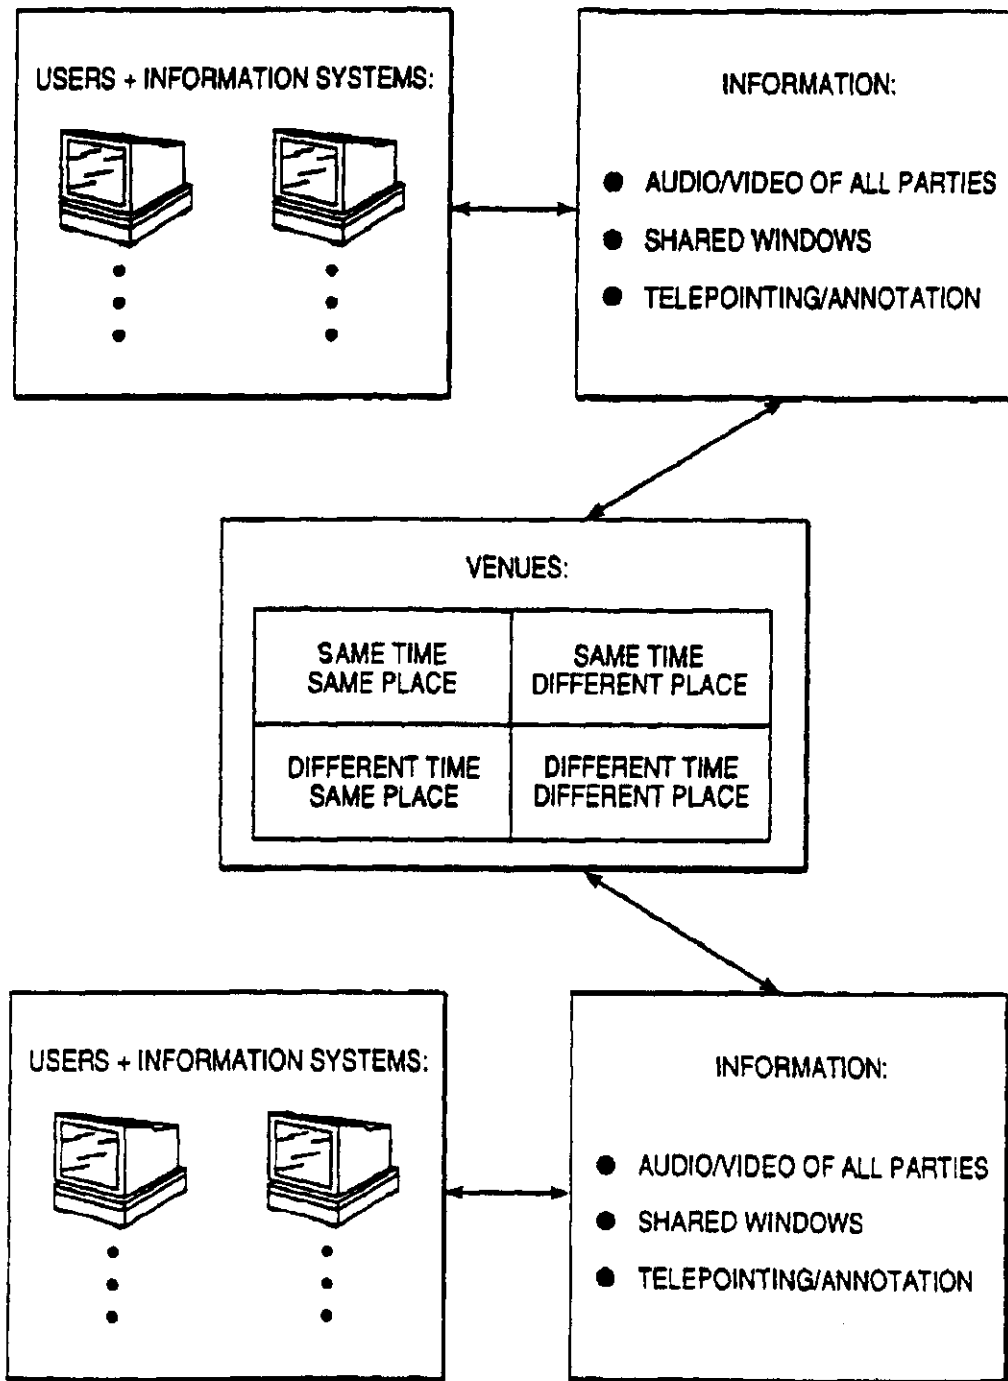 USERS + INFORMATION SYSTEMS:
INFORMATION:
● AUDIO/VIDEO OF ALL PARTIES
● SHARED WINDOWS
● TELEPOINTING/ANNOTATION
VENUES:
SAME TIME
SAME PLACE
SAME TIME
DIFFERENT PLACE
DIFFERENT TIME
SAME PLACE
DIFFERENT TIME
DIFFERENT PLACE
USERS + INFORMATION SYSTEMS:
INFORMATION:
● AUDIO/VIDEO OF ALL PARTIES
● SHARED WINDOWS
● TELEPOINTING/ANNOTATION